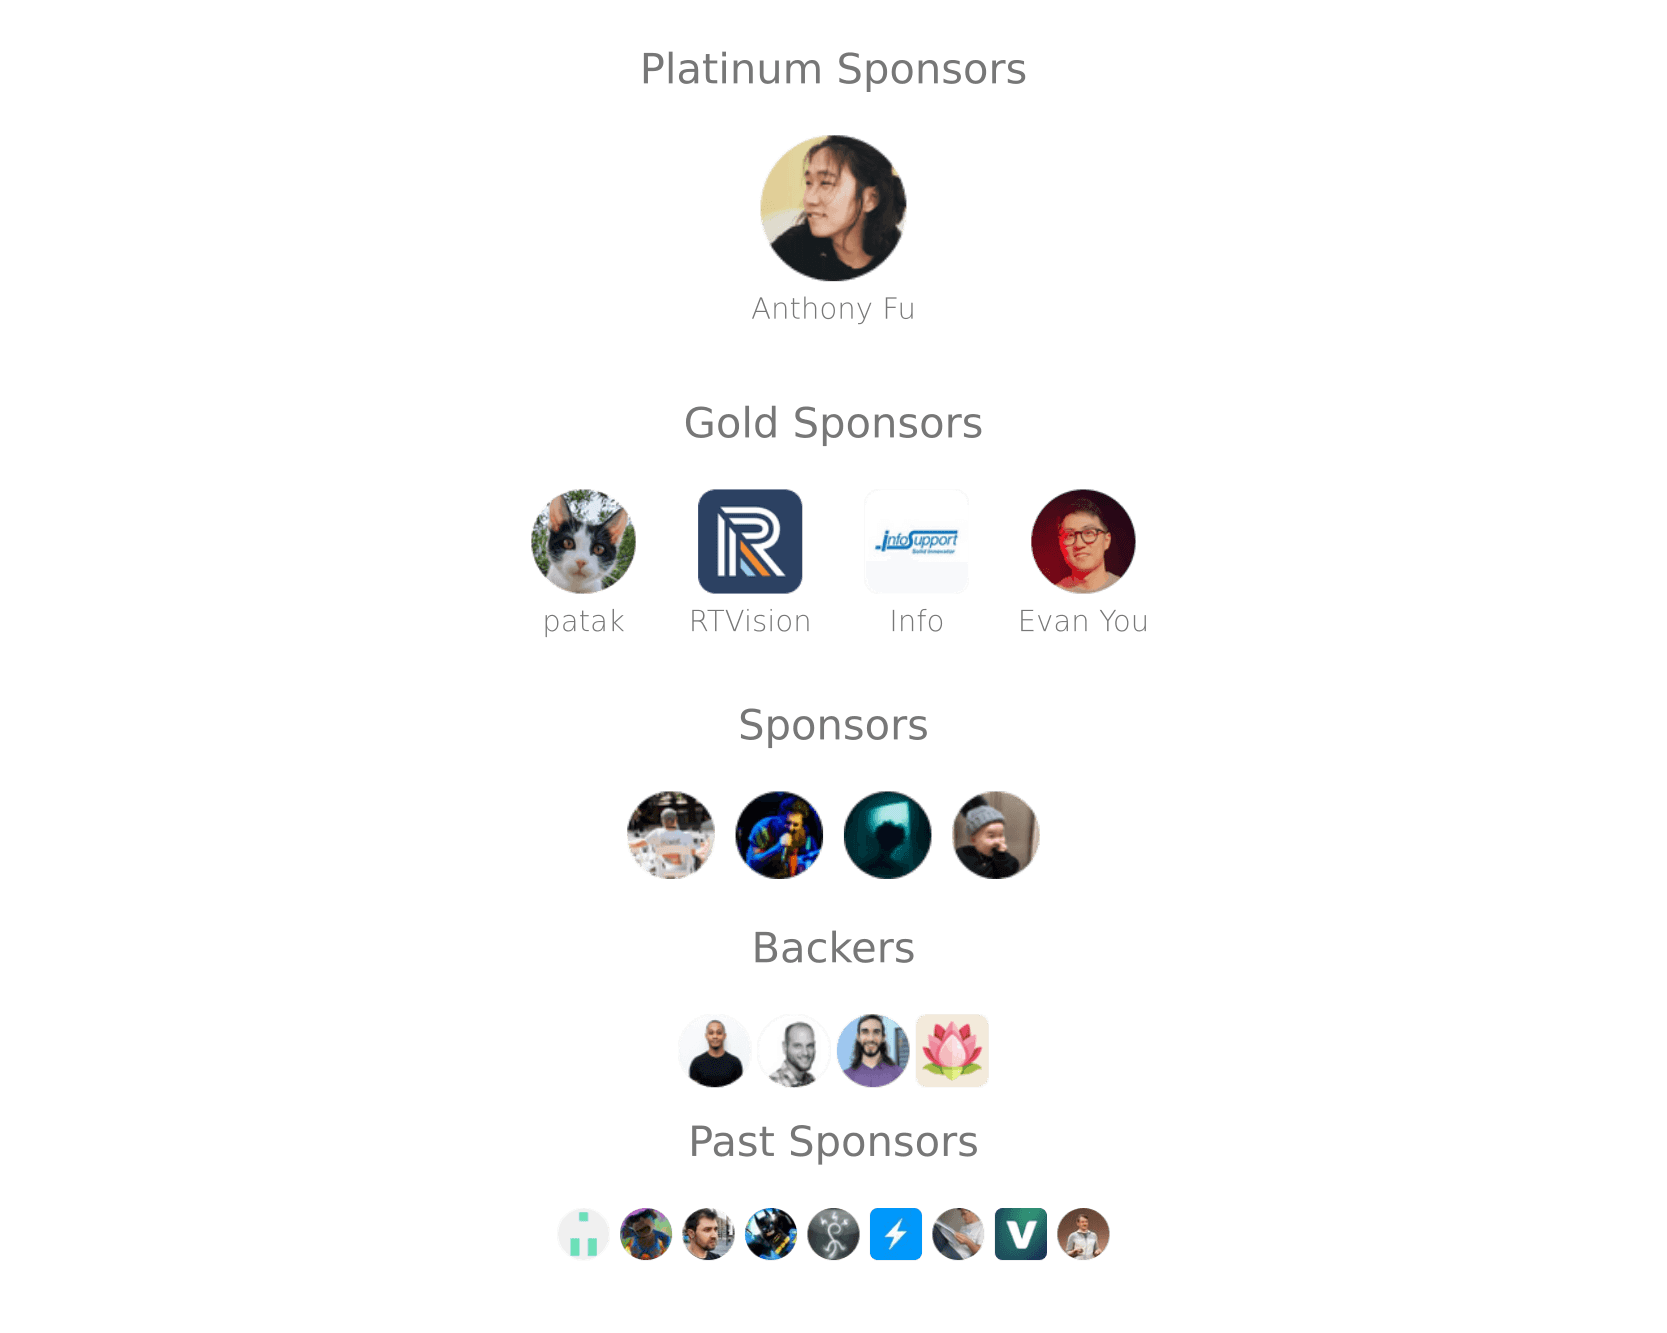 Platinum Sponsors
Anthony Fu
Gold Sponsors
infoSupport
Solid Innovator
patak
RTVision
Info
Evan You
Sponsors
Backers
Past Sponsors
V